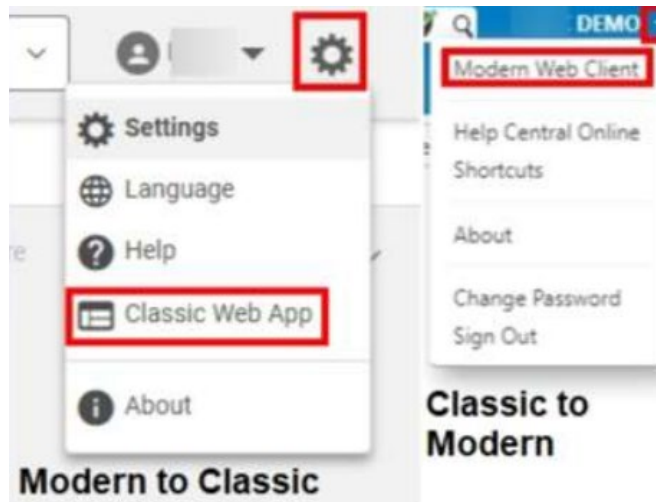 Settings
Language
Help
Classic Web App
About
Modern to Classic
DEMO
Modern Web Client
Help Central Online
Shortcuts
About
Change Password
Sign Out
Classic to
Modern